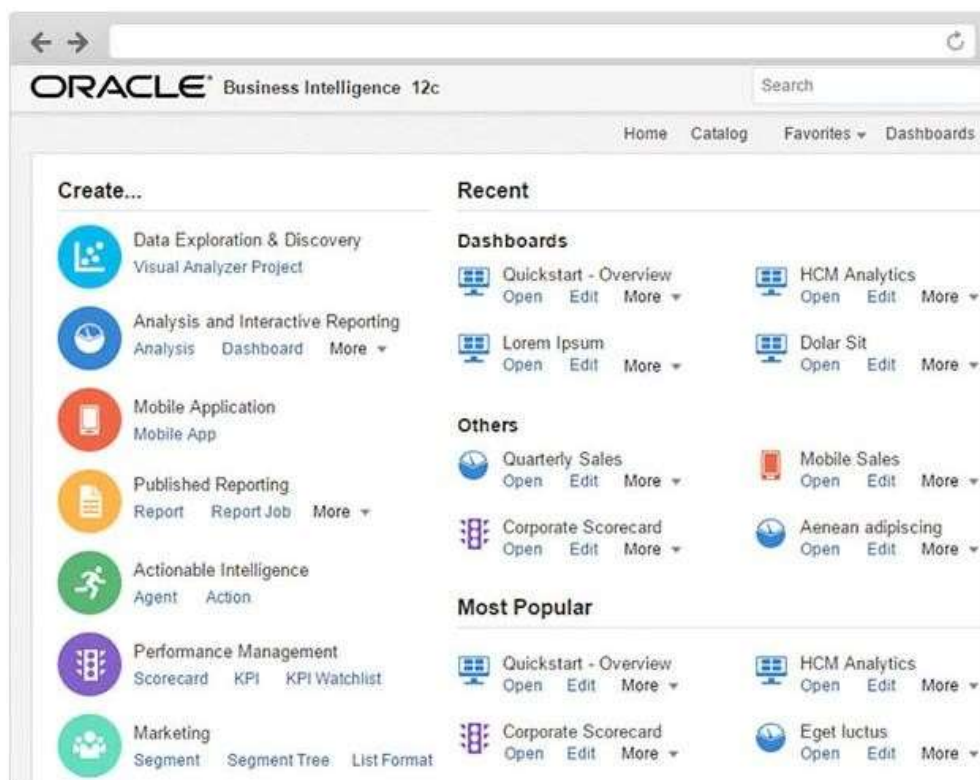 ORACLE Business Intelligence 12c
Search
Home Catalog Favorites Dashboards
Create...
Data Exploration & Discovery
Visual Analyzer Project
Analysis and Interactive Reporting
Analysis Dashboard More
Mobile Application
Mobile App
Published Reporting
Report Report Job More
Actionable Intelligence
Agent Action
Performance Management
Scorecard KPI KPI Watchlist
Marketing
Segment Segment Tree List Format
Recent
Dashboards
Quickstart - Overview HCM Analytics
Open Edit More Open Edit More
Lorem Ipsum Dolar Sit
Open Edit More Open Edit More
Others
Quarterly Sales Mobile Sales
Open Edit More Open Edit More
Corporate Scorecard Aenean adipiscing
Open Edit More Open Edit More
Most Popular
Quickstart - Overview HCM Analytics
Open Edit More Open Edit More
Corporate Scorecard Eget luctus
Open Edit More Open Edit More